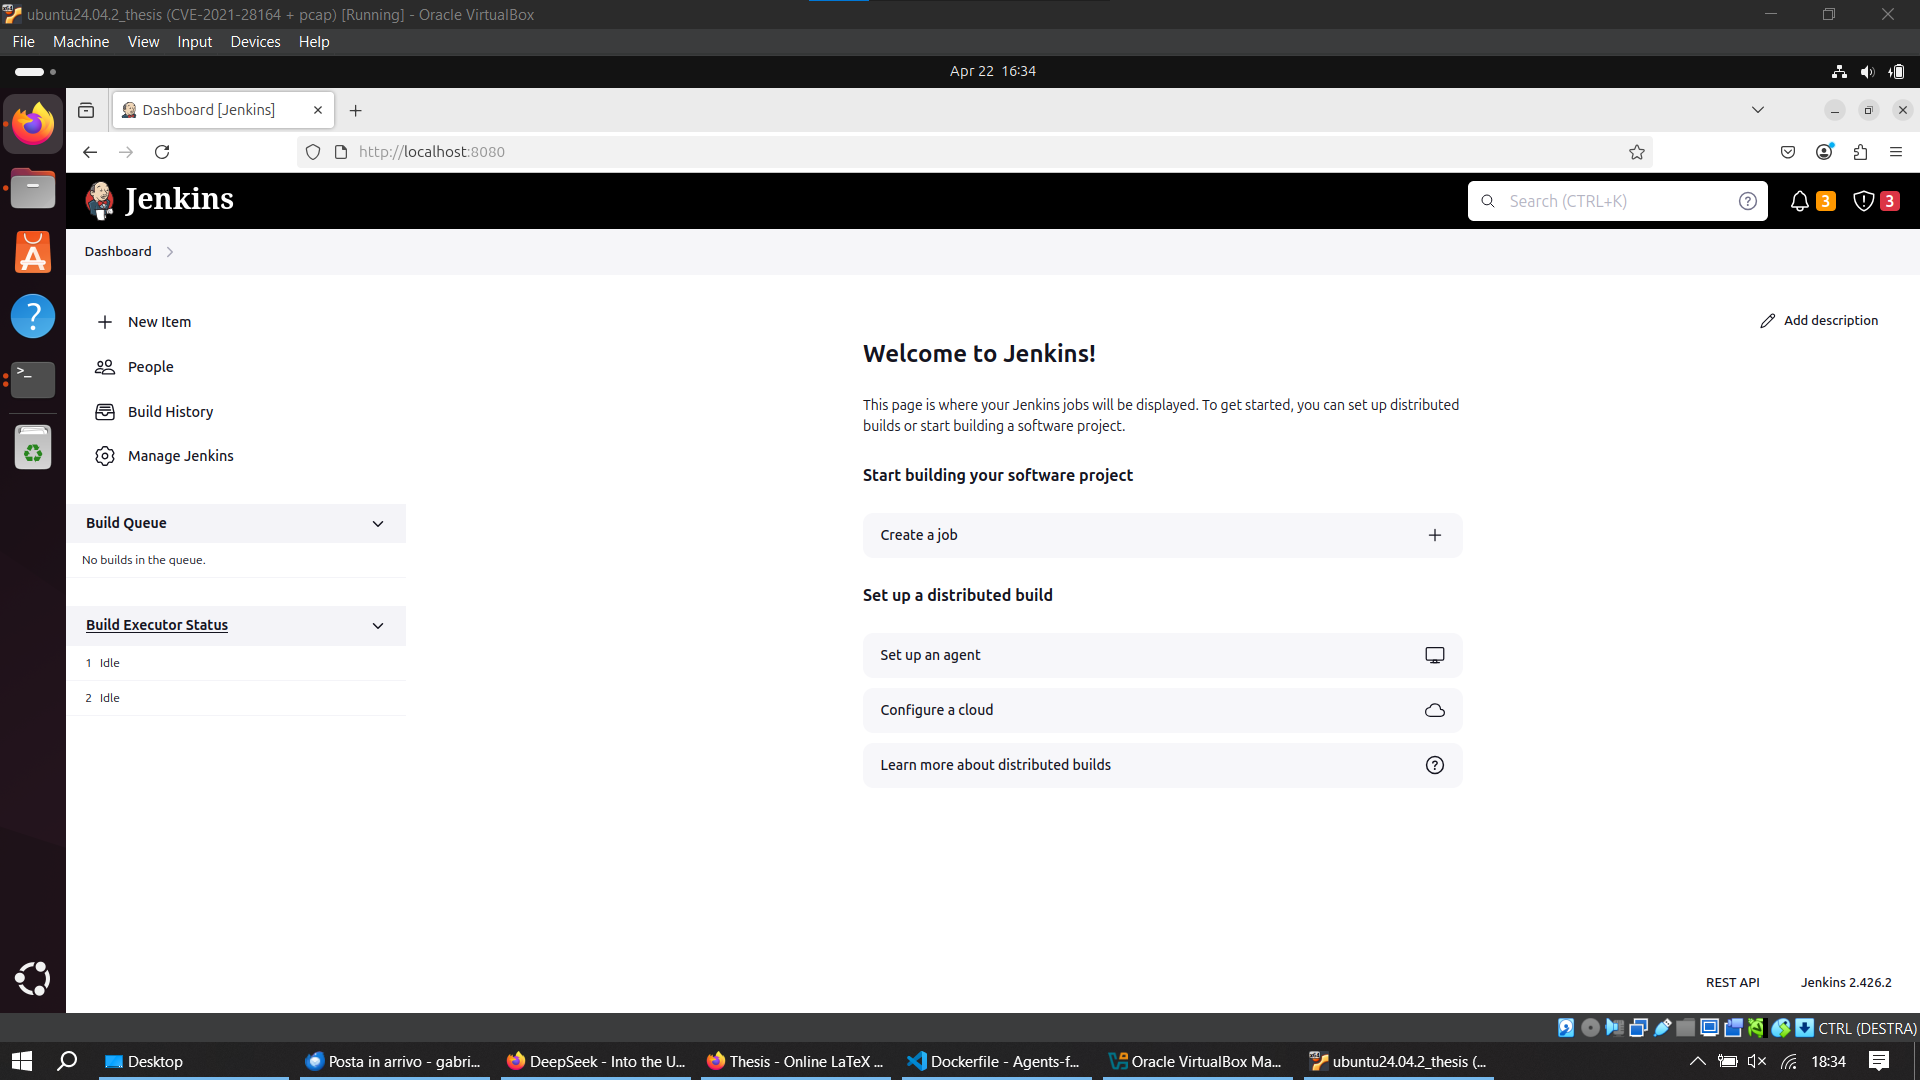 ubuntu24.04.2_thesis (CVE-2021-28164 + pcap) [Running] - Oracle VirtualBox
File Machine View Input Devices Help
Apr 22 16:34
Dashboard [Jenkins]
http://localhost:8080
Jenkins
Search (CTRL+K)
3
3
Dashboard
New Item
People
Build History
Manage Jenkins
Build Queue
No builds in the queue.
Build Executor Status
1 Idle
2 Idle
Add description
Welcome to Jenkins!
This page is where your Jenkins jobs will be displayed. To get started, you can set up distributed
builds or start building a software project.
Start building your software project
Create a job
Set up a distributed build
Set up an agent
Configure a cloud
Learn more about distributed builds
REST API
Jenkins 2.426.2
CTRL (DESTRA)
Desktop
Posta in arrivo - gabri...
DeepSeek - Into the U...
Thesis - Online LaTeX ...
Dockerfile - Agents-f...
Oracle VirtualBox Ma...
ubuntu24.04.2_thesis (...
18:34